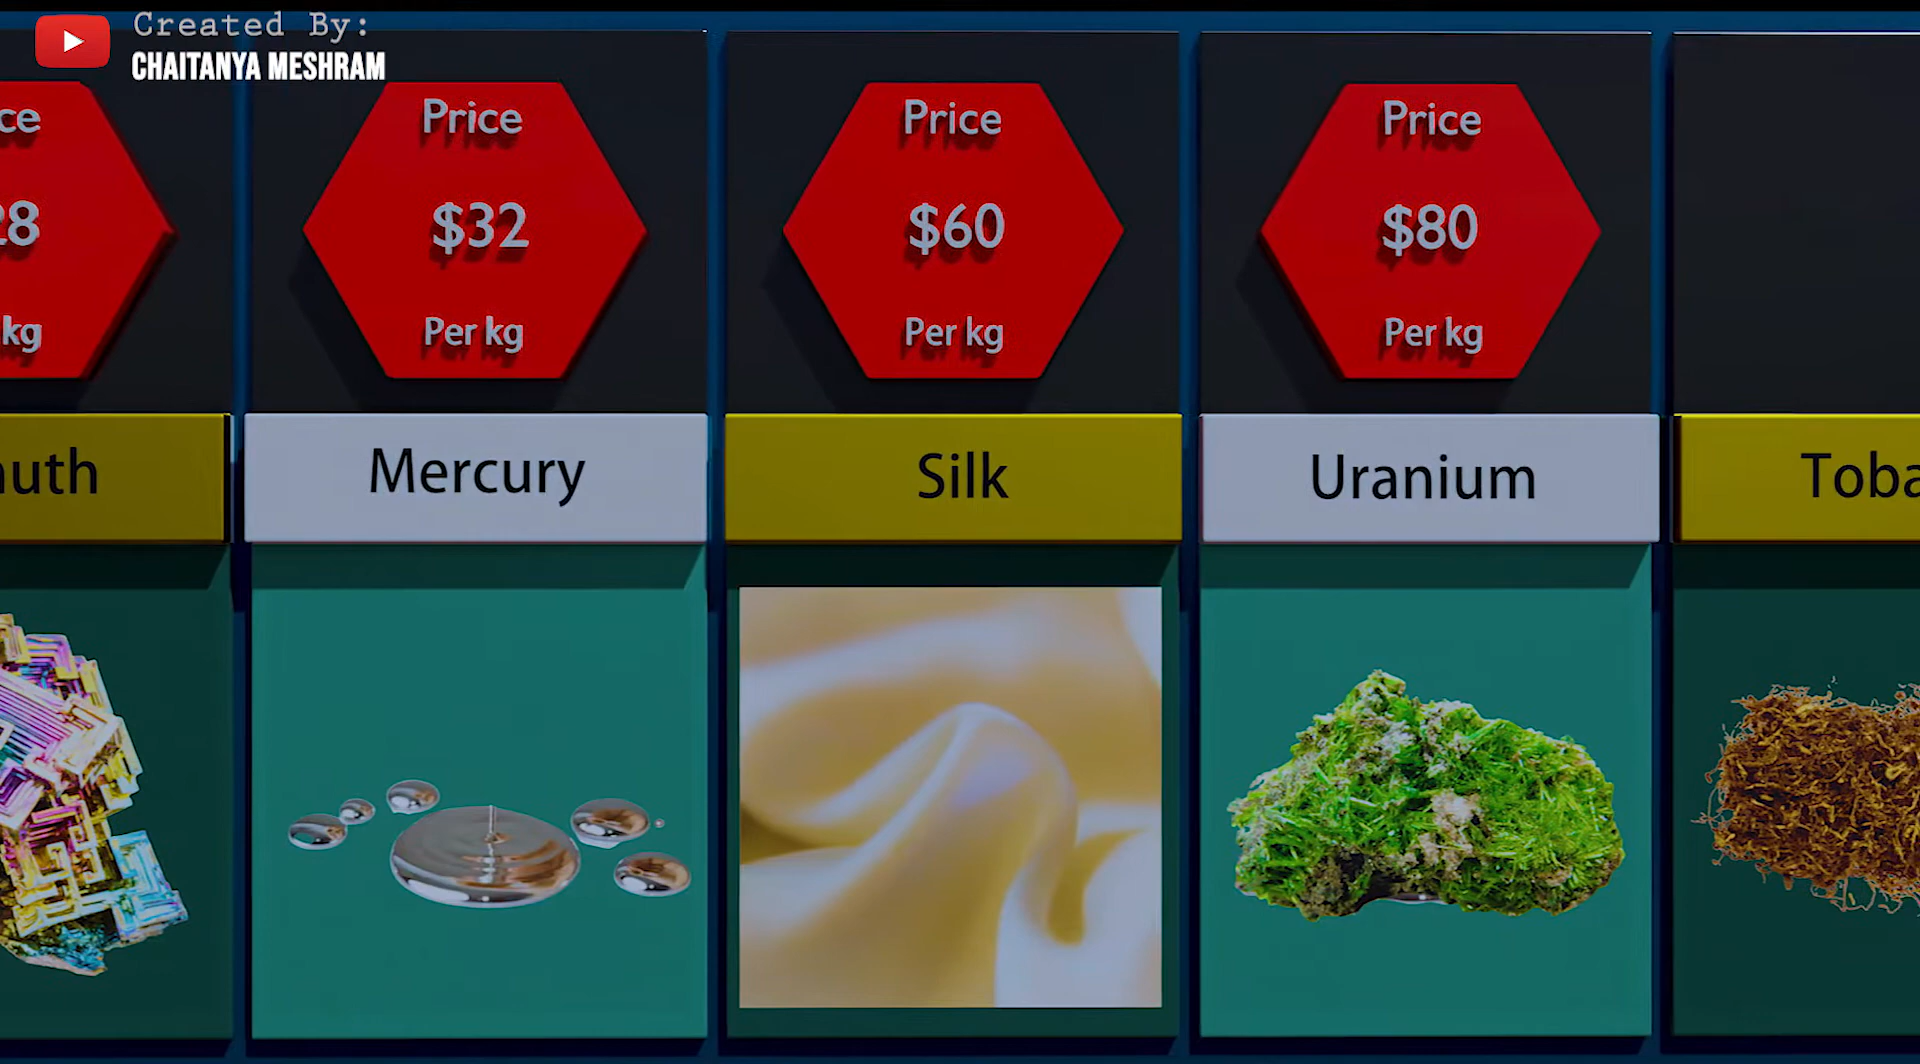 Created By:
CHAITANYA MESHRAM
Price
$32
Per kg
Price
$60
Per kg
Price
$80
Per kg
kg
Mercury
Silk
Uranium